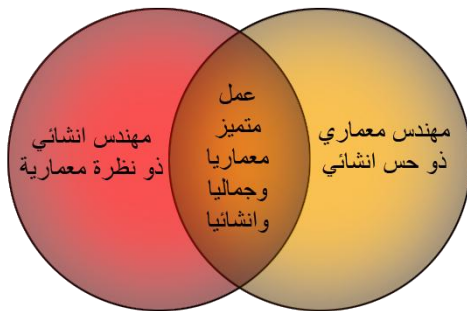 مهندس معماري
ذو حس انشائي
عمل
متميز
معماريا
وجماليا
وانشائيا
مهندس انشائي
ذو نظرة معمارية